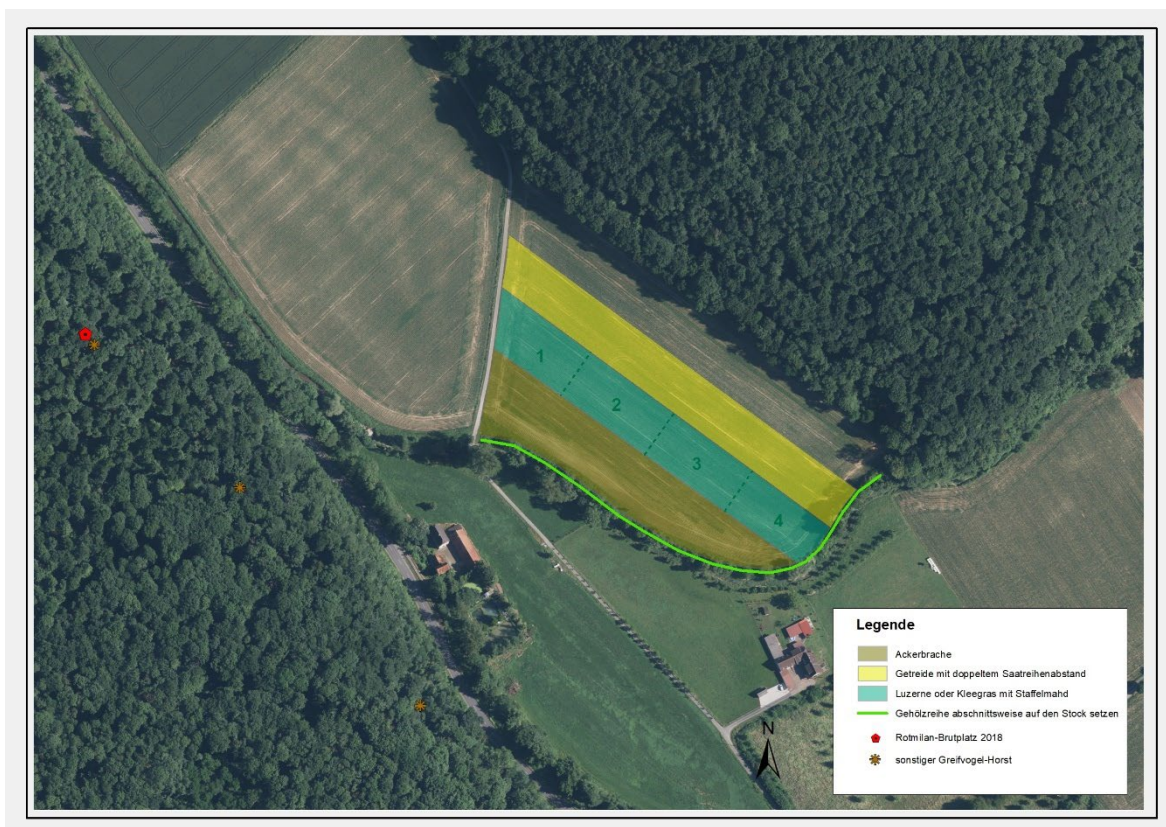 1
2
3
4
N
Legende
Ackerbrache
Getreide mit doppeltem Saatreihenabstand
Luzerne oder Kleegras mit Staffelmahd
Gehölzreihe abschnittsweise auf den Stock setzen
Rotmilan-Brutplatz 2018
sonstiger Greifvogel-Horst